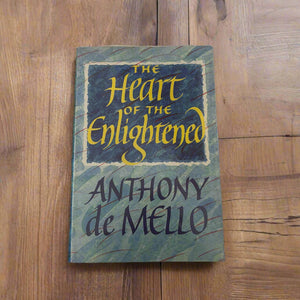 THE
Heart
OF THE
Enlightened
ANTHONY
de MELLO